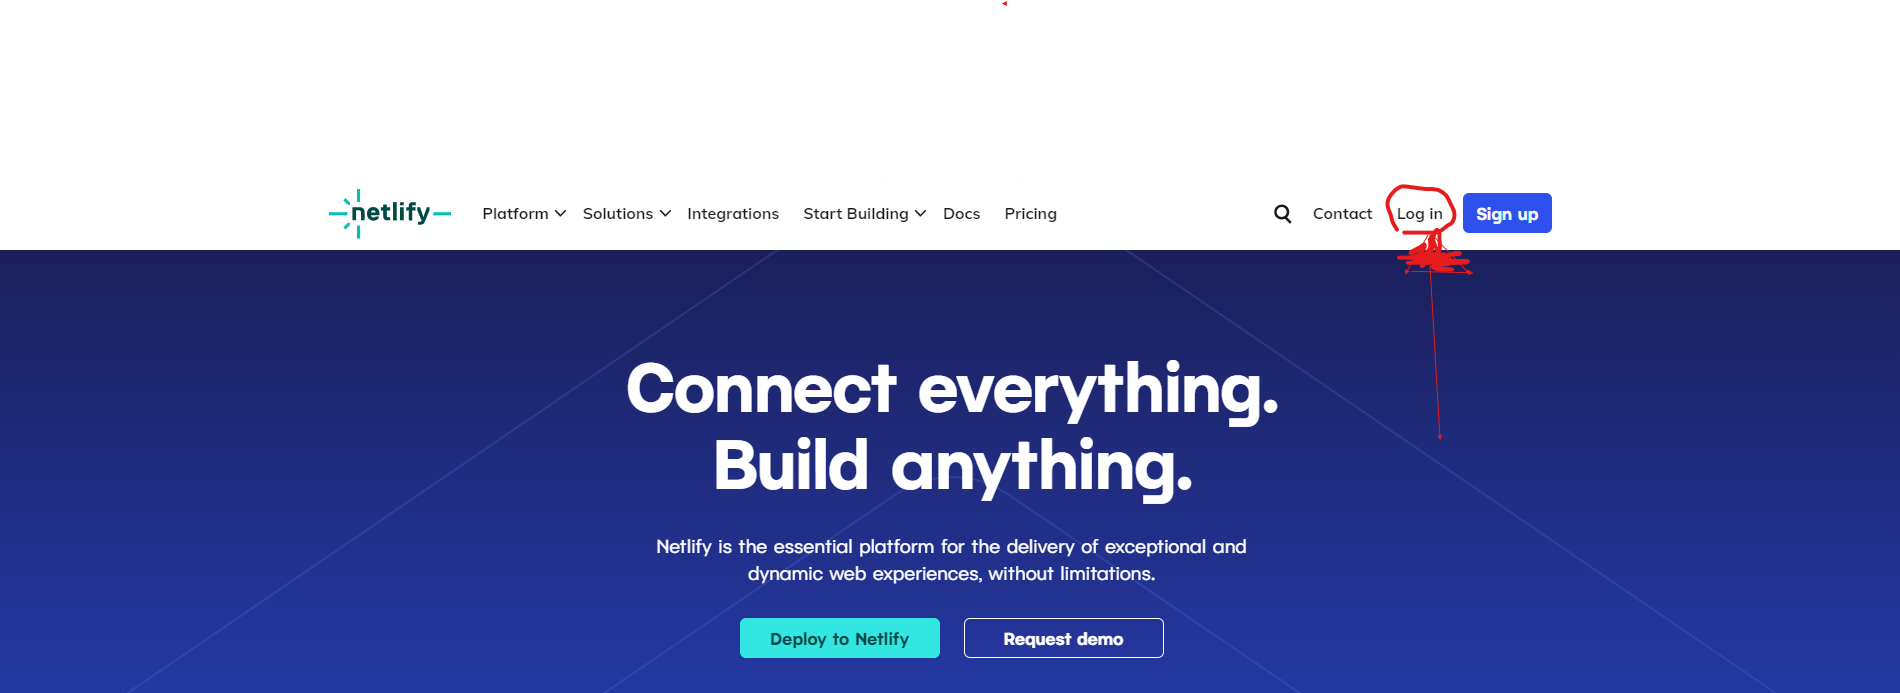 netlify
Platform Solutions Integrations Start Building Docs Pricing Contact Log in Sign up
Connect everything.
Build anything.
Netlify is the essential platform for the delivery of exceptional and
dynamic web experiences, without limitations.
Deploy to Netlify Request demo